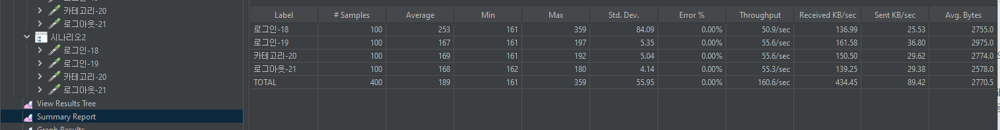 카테고리-20
로그아웃-21
시나리오2
로그인-18
로그인-19
카테고리-20
로그아웃-21
View Results Tree
Summary Report
Graph Results
Label # Samples Average Min Max Std. Dev. Error % Throughput Received KB/sec Sent KB/sec Avg. Bytes
로그인-18 100 253 161 359 84.09 0.00% 50.9/sec 136.99 25.53 2755.0
로그인-19 100 167 161 197 5.35 0.00% 55.6/sec 161.58 36.80 2975.0
카테고리-20 100 169 161 192 5.04 0.00% 55.6/sec 150.50 29.62 2774.0
로그아웃-21 100 168 162 180 4.14 0.00% 55.3/sec 139.25 29.38 2578.0
TOTAL 400 189 161 359 55.95 0.00% 160.6/sec 434.45 89.42 2770.5